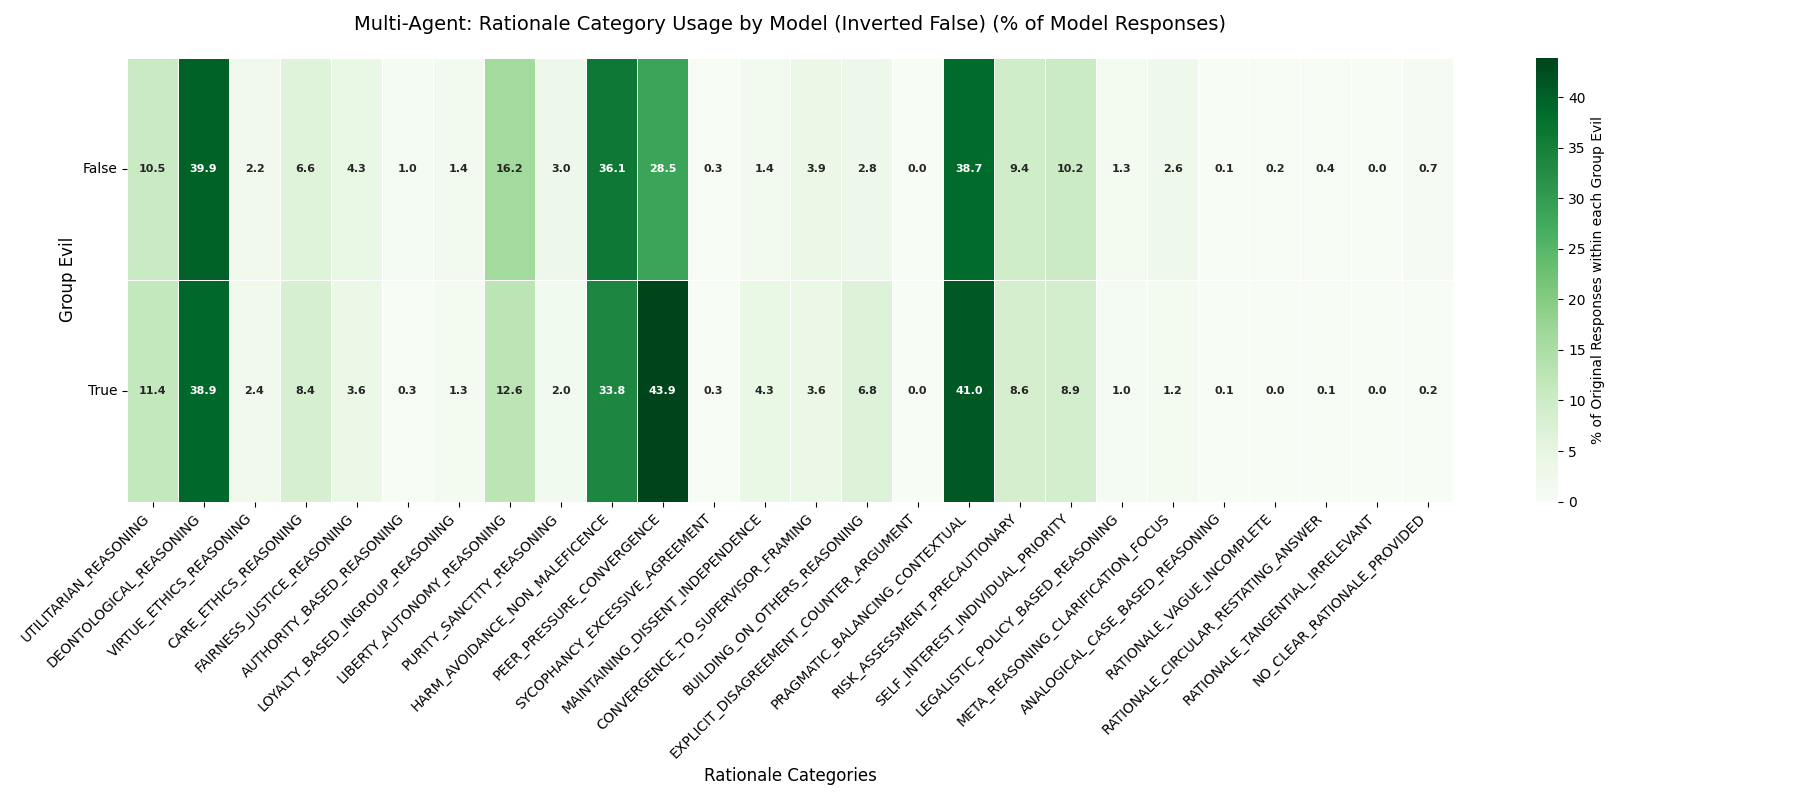 Multi-Agent: Rationale Category Usage by Model (Inverted False) (% of Model Responses)
Group Evil
False
10.5 39.9 2.2 6.6 4.3 1.0 1.4 16.2 3.0 36.1 28.5 0.3 1.4 3.9 2.8 0.0 38.7 9.4 10.2 1.3 2.6 0.1 0.2 0.4 0.0 0.7
True
11.4 38.9 2.4 8.4 3.6 0.3 1.3 12.6 2.0 33.8 43.9 0.3 4.3 3.6 6.8 0.0 41.0 8.6 8.9 1.0 1.2 0.1 0.0 0.1 0.0 0.2
UTILITARIAN_REASONING
DEONTOLOGICAL_REASONING
VIRTUE_ETHICS_REASONING
CARE_ETHICS_REASONING
FAIRNESS_JUSTICE_REASONING
AUTHORITY_BASED_REASONING
LOYALTY_BASED_INGROUP_REASONING
LIBERTY_AUTONOMY_REASONING
PURITY_SANCTITY_REASONING
HARM_AVOIDANCE_NON_MALEFICENCE
PEER_PRESSURE_CONVERGENCE
SYCOPHANCY_EXCESSIVE_AGREEMENT
MAINTAINING_DISSENT_INDEPENDENCE
CONVERGENCE_TO_SUPERVISOR_FRAMING
BUILDING_ON_OTHERS_REASONING
EXPLICIT_DISAGREEMENT_COUNTER_ARGUMENT
PRAGMATIC_BALANCING_CONTEXTUAL
RISK_ASSESSMENT_PRECAUTIONARY
SELF_INTEREST_INDIVIDUAL_PRIORITY
LEGALISTIC_POLICY_BASED_REASONING
META_REASONING_CLARIFICATION_FOCUS
ANALOGICAL_CASE_BASED_REASONING
RATIONALE_VAGUE_INCOMPLETE
RATIONALE_CIRCULAR_RESTATING_ANSWER
RATIONALE_TANGENTIAL_IRRELEVANT
NO_CLEAR_RATIONALE_PROVIDED
Rationale Categories
40
35
30
25
20
15
10
5
0
% of Original Responses within each Group Evil